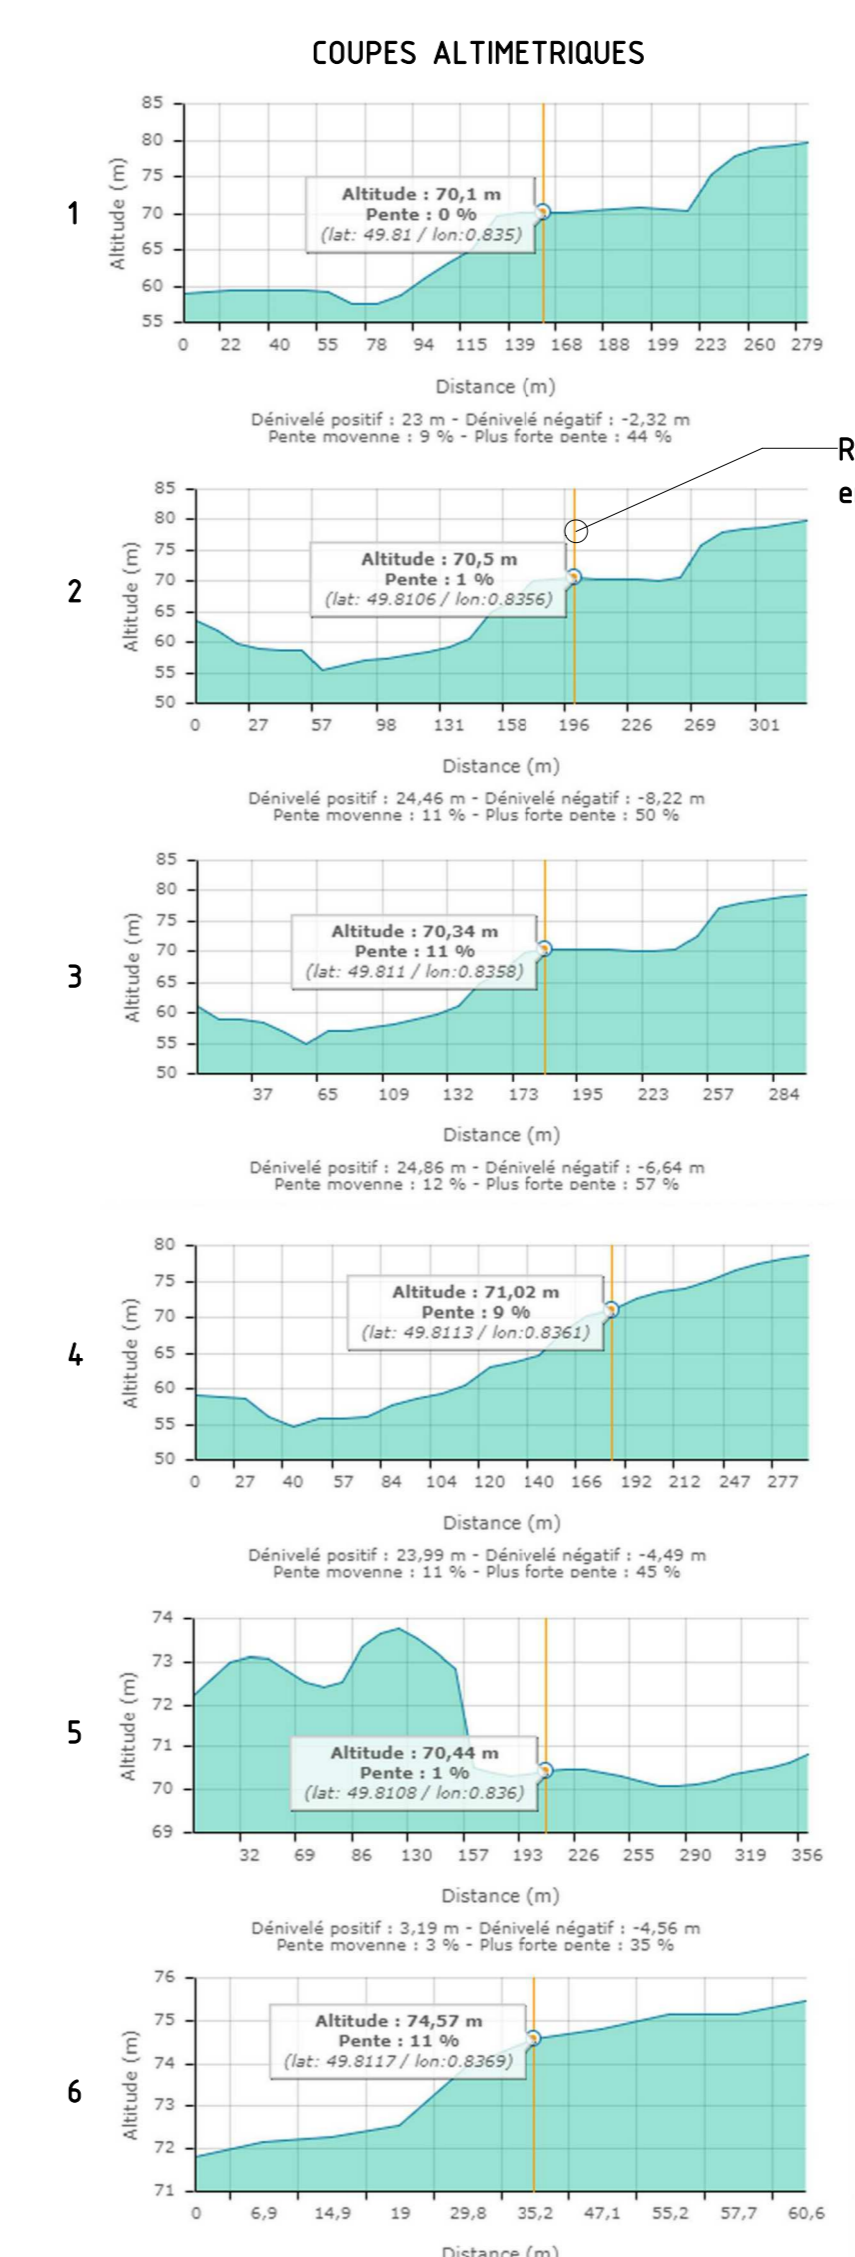 COUPES ALTIMETRIQUES
1
85
80
75
70
65
60
55
Altitude (m)
Altitude : 70,1 m
Pente : 0 %
(lat: 49.81 / lon:0.835)
0 22 40 55 78 94 115 139 168 188 199 223 260 279
Distance (m)
Dénivelé positif : 23 m - Dénivelé négatif : -2,32 m
Pente moyenne : 9 % - Plus forte pente : 44 %
R
e
2
85
80
75
70
65
60
55
50
Altitude (m)
Altitude : 70,5 m
Pente : 1 %
(lat: 49.8106 / lon:0.8356)
0 27 57 98 131 158 196 226 269 301
Distance (m)
Dénivelé positif : 24,46 m - Dénivelé négatif : -8,22 m
Pente moyenne : 11 % - Plus forte pente : 50 %
3
85
80
75
70
65
60
55
50
Altitude (m)
Altitude : 70,34 m
Pente : 11 %
(lat: 49.811 / lon:0.8358)
37 65 109 132 173 195 223 257 284
Distance (m)
Dénivelé positif : 24,86 m - Dénivelé négatif : -6,64 m
Pente moyenne : 12 % - Plus forte pente : 57 %
4
80
75
70
65
60
55
50
Altitude (m)
Altitude : 71,02 m
Pente : 9 %
(lat: 49.8113 / lon:0.8361)
0 27 40 57 84 104 120 140 166 192 212 247 277
Distance (m)
Dénivelé positif : 23,99 m - Dénivelé négatif : -4,49 m
Pente moyenne : 11 % - Plus forte pente : 45 %
5
74
73
72
71
70
69
Altitude (m)
Altitude : 70,44 m
Pente : 1 %
(lat: 49.8108 / lon:0.836)
32 69 86 130 157 193 226 255 290 319 356
Distance (m)
Dénivelé positif : 3,19 m - Dénivelé négatif : -4,56 m
Pente moyenne : 3 % - Plus forte pente : 35 %
6
76
75
74
73
72
71
Altitude (m)
Altitude : 74,57 m
Pente : 11 %
(lat: 49.8117 / lon:0.8369)
0 6,9 14,9 19 29,8 35,2 47,1 55,2 57,7 60,6
Distance (m)